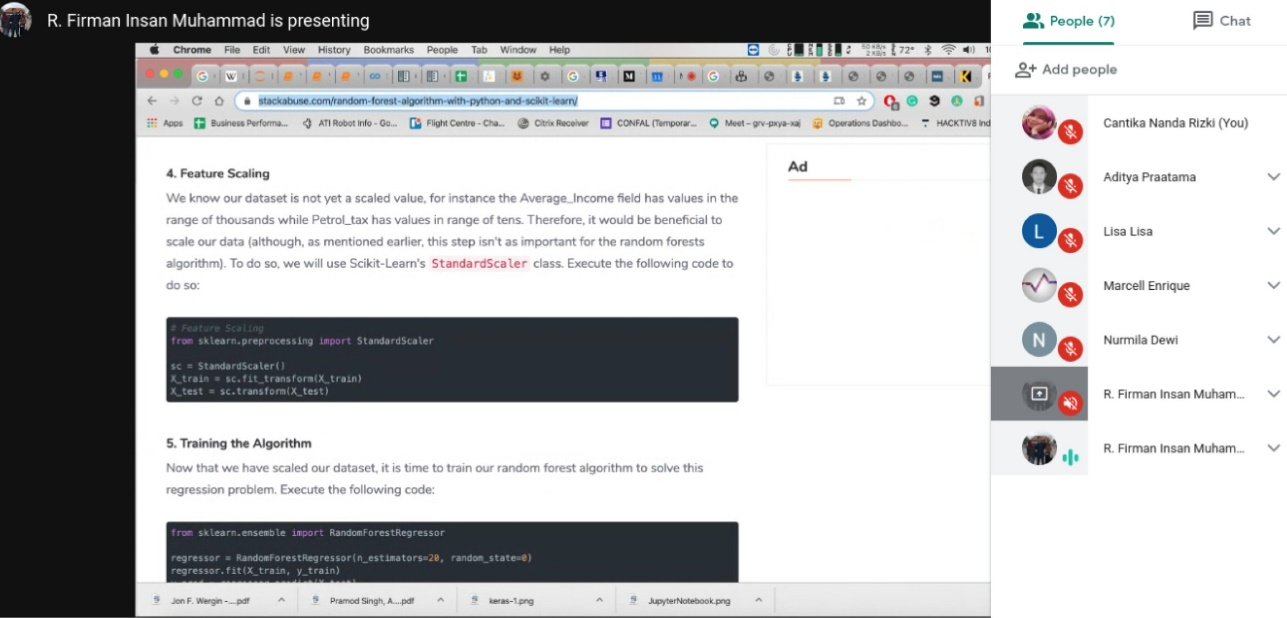 R. Firman Insan Muhammad is presenting
Chrome File Edit View History Bookmarks People Tab Window Help
72°
stackabuse.com/random-forest-algorithm-with-python-and-scikit-learn/
Apps Business Performa... ATI Robot Info - Go... Flight Centre - Cha... Citrix Receiver CONFAL (Temporar... Meet – grv-pxya-xaj Operations Dashbo... HACKTIV8 Ind
4. Feature Scaling
We know our dataset is not yet a scaled value, for instance the Average_Income field has values in the
range of thousands while Petrol_tax has values in range of tens. Therefore, it would be beneficial to
scale our data (although, as mentioned earlier, this step isn't as important for the random forests
algorithm). To do so, we will use Scikit-Learn's StandardScaler class. Execute the following code to
do so:
# Feature Scaling
from sklearn.preprocessing import StandardScaler
sc = StandardScaler()
X_train = sc.fit_transform(X_train)
X_test = sc.transform(X_test)
5. Training the Algorithm
Now that we have scaled our dataset, it is time to train our random forest algorithm to solve this
regression problem. Execute the following code:
from sklearn.ensemble import RandomForestRegressor
regressor = RandomForestRegressor(n_estimators=20, random_state=0)
regressor.fit(X_train, y_train)
Ad
Jon F. Wergin -....pdf Pramod Singh, A....pdf keras-1.png JupyterNotebook.png
People (7) Chat
Add people
Cantika Nanda Rizki (You)
Aditya Praatama
L Lisa Lisa
Marcell Enrique
N Nurmila Dewi
R. Firman Insan Muham...
R. Firman Insan Muham...